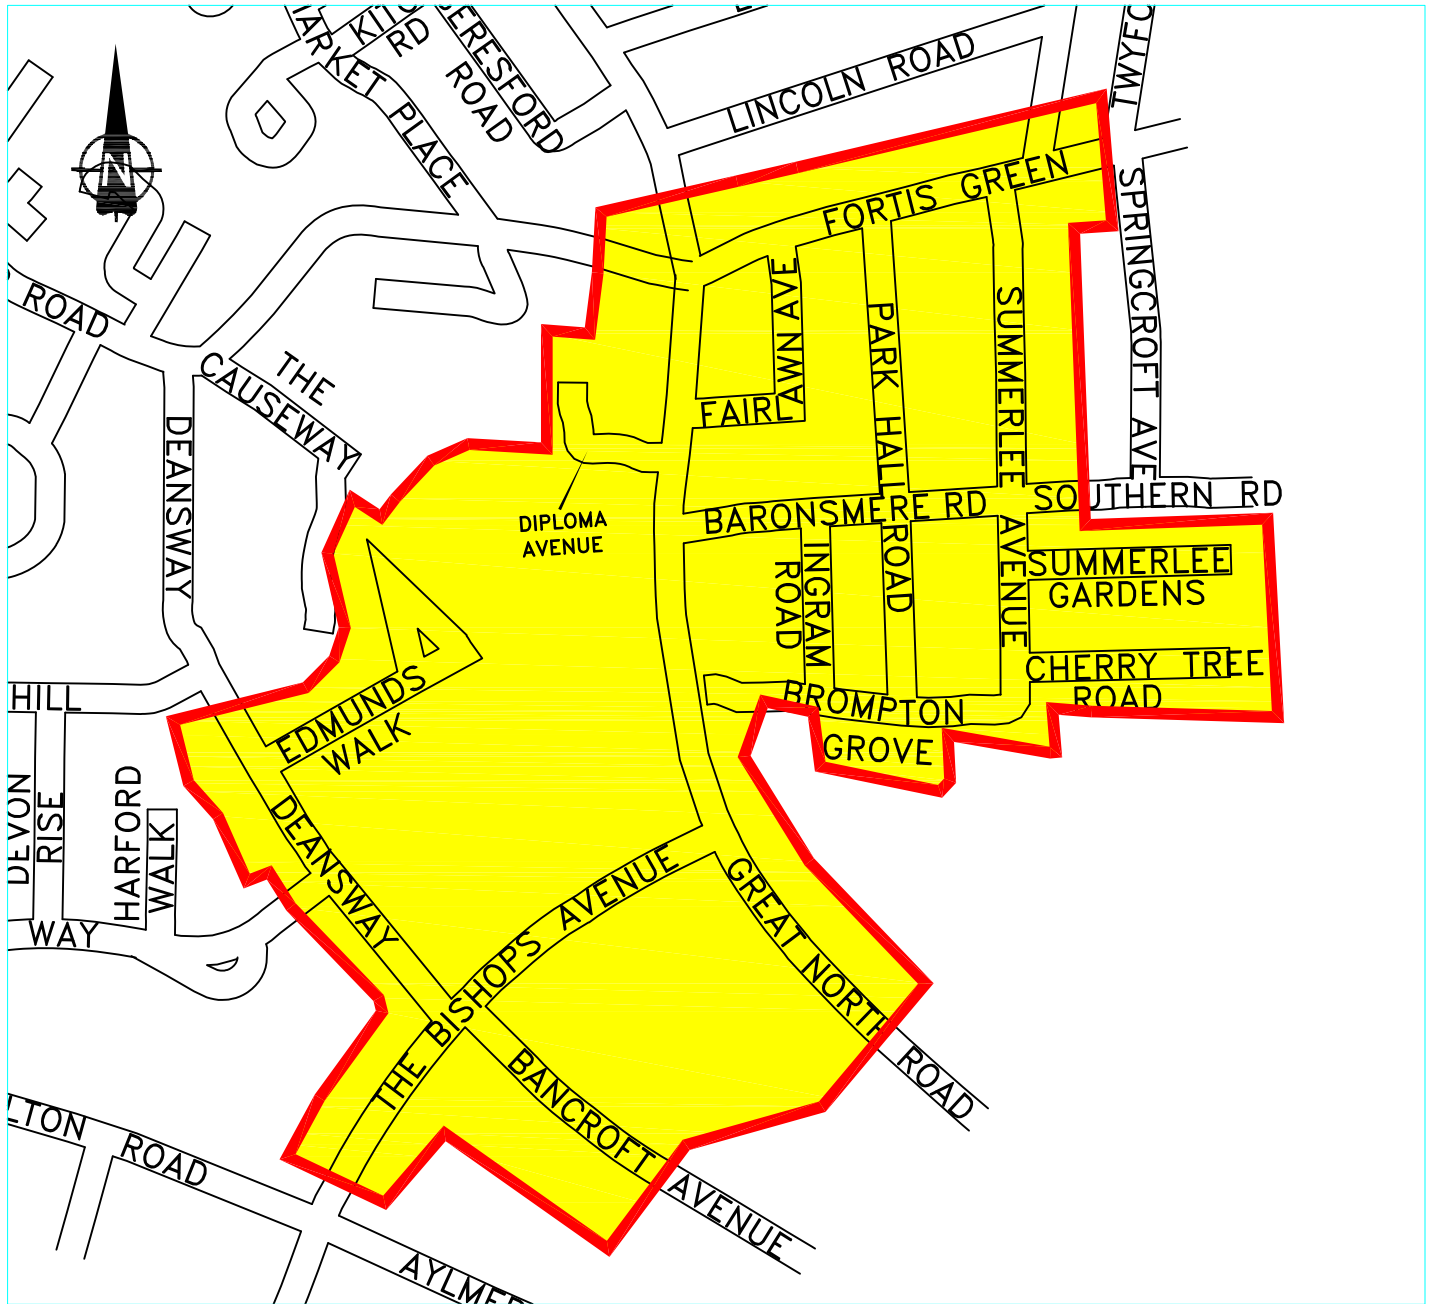 KITC
RD
MARKET PLACE
BERESFORD
ROAD
LINCOLN ROAD
TWYFO
N
FORTIS GREEN
SPRINGCROFT AVE
ROAD
THE
CAUSEWAY
DEANSWAY
FAIRLAWN AVE
PARK HALL ROAD
SUMMERLEE AVENUE
SOUTHERN RD
BARONSMERE RD
DIPLOMA
AVENUE
INGRAM
ROAD
SUMMERLEE
GARDENS
CHERRY TREE
ROAD
BROMPTON
GROVE
HILL
EDMUNDS
WALK
DEVON
RISE
HARFORD
WALK
WAY
DEANSWAY
THE BISHOPS AVENUE
GREAT NORTH ROAD
BANCROFT AVENUE
LTON ROAD
AYLMER